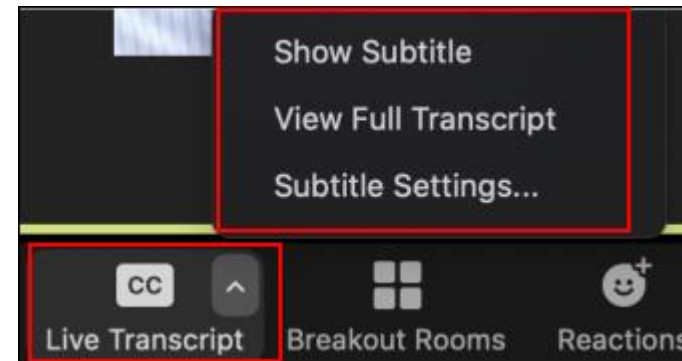 Show Subtitle
View Full Transcript
Subtitle Settings...
CC
Live Transcript Breakout Rooms Reactions